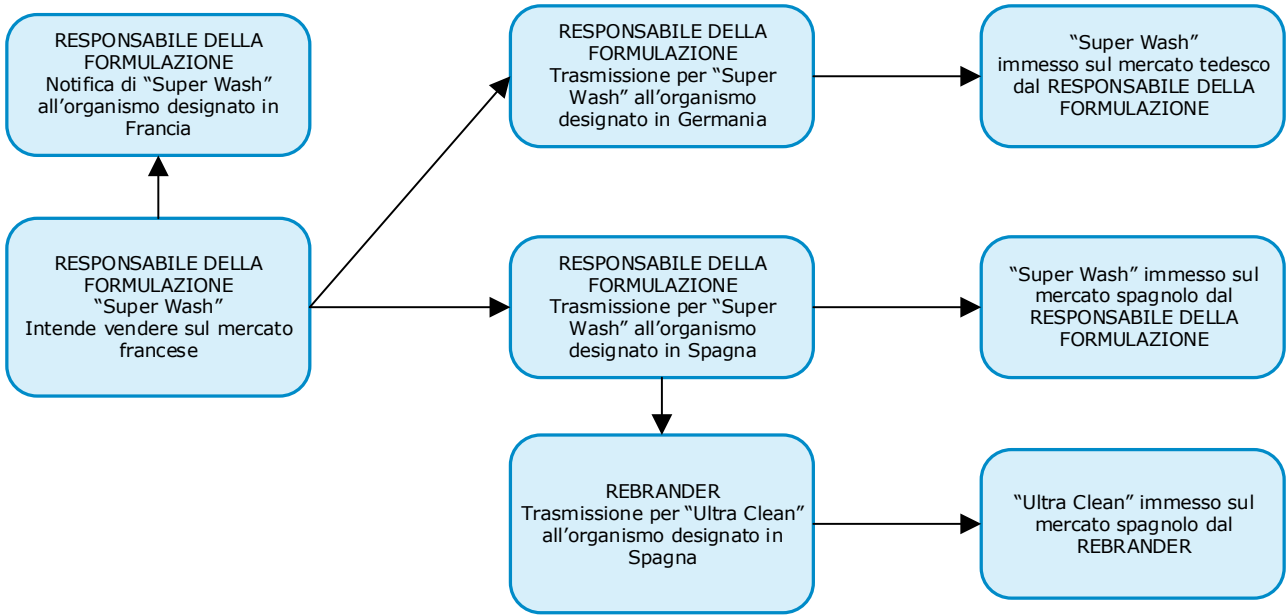 RESPONSABILE DELLA
FORMULAZIONE
Notifica di “Super Wash”
all’organismo designato in
Francia
RESPONSABILE DELLA
FORMULAZIONE
Trasmissione per “Super
Wash” all’organismo
designato in Germania
“Super Wash”
immesso sul mercato tedesco
dal RESPONSABILE DELLA
FORMULAZIONE
RESPONSABILE DELLA
FORMULAZIONE
“Super Wash”
Intende vendere sul mercato
francese
RESPONSABILE DELLA
FORMULAZIONE
Trasmissione per “Super
Wash” all’organismo
designato in Spagna
“Super Wash” immesso sul
mercato spagnolo dal
RESPONSABILE DELLA
FORMULAZIONE
REBRANDER
Trasmissione per “Ultra Clean”
all’organismo designato in
Spagna
“Ultra Clean” immesso sul
mercato spagnolo dal
REBRANDER